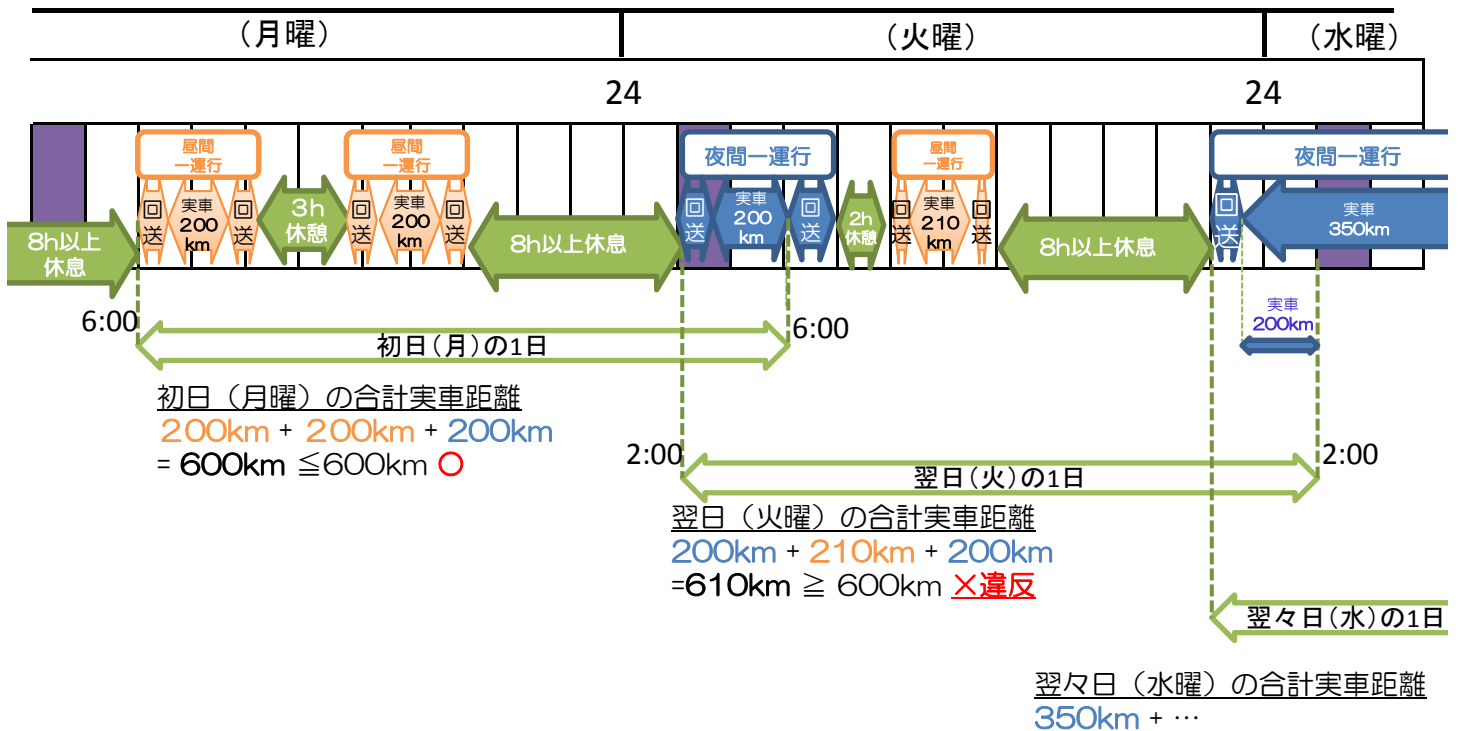 (月曜)
(火曜)
(水曜)
24
24
昼間
一運行
昼間
一運行
夜間一運行
昼間
一運行
夜間一運行
8h以上
休息
回
送
実車
200
km
回
送
3h
休憩
回
送
実車
200
km
回
送
8h以上休息
回
送
実車
200
km
回
送
2h
休憩
回
送
実車
210
km
回
送
8h以上休息
回
送
実車
350km
6:00
初日(月)の1日
6:00
実車
200km
初日(月曜)の合計実車距離
200km + 200km + 200km
= 600km ≦600km ○
2:00
翌日(火)の1日
2:00
翌日(火曜)の合計実車距離
200km + 210km + 200km
=610km ≧ 600km ×違反
翌々日(水)の1日
翌々日(水曜)の合計実車距離
350km + …